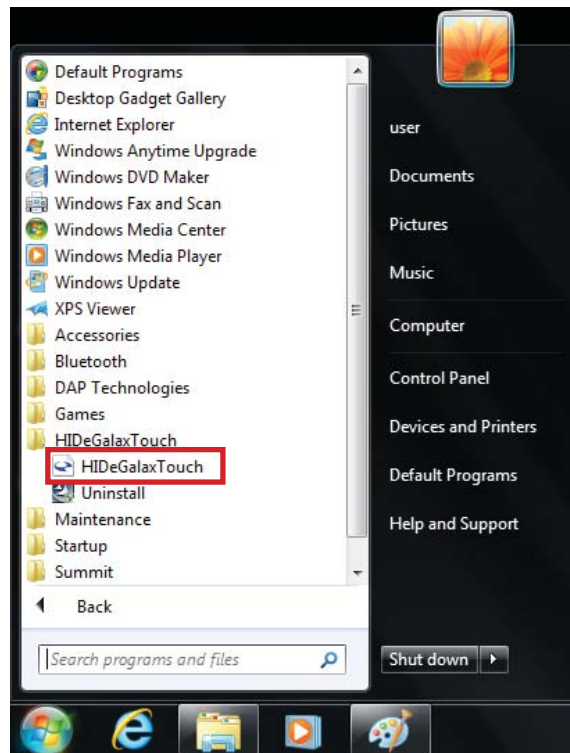 Default Programs
Desktop Gadget Gallery
Internet Explorer
Windows Anytime Upgrade
Windows DVD Maker
Windows Fax and Scan
Windows Media Center
Windows Media Player
Windows Update
XPS Viewer
Accessories
Bluetooth
DAP Technologies
Games
HIDeGalaxTouch
HIDeGalaxTouch
Uninstall
Maintenance
Startup
Summit
Back
Search programs and files
user
Documents
Pictures
Music
Computer
Control Panel
Devices and Printers
Default Programs
Help and Support
Shut down